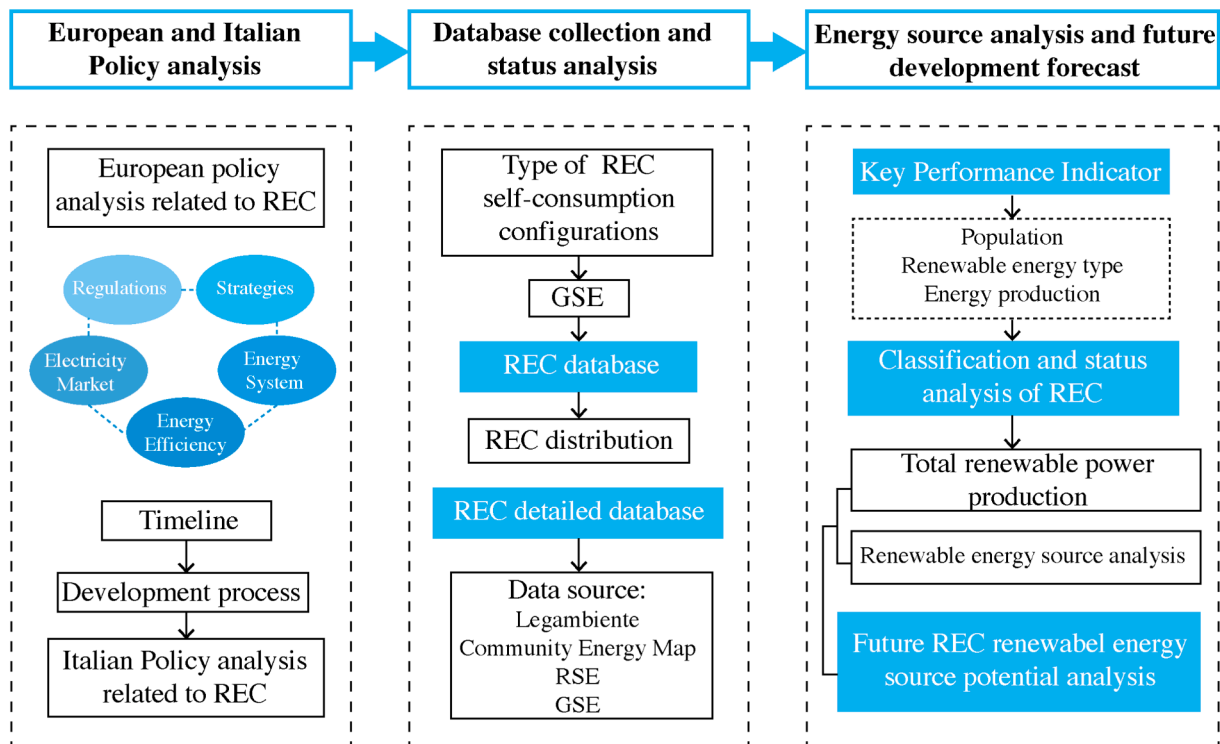 European and Italian
Policy analysis
Database collection and
status analysis
Energy source analysis and future
development forecast
European policy
analysis related to REC
Regulations
Strategies
Electricity
Market
Energy
System
Energy
Efficiency
Timeline
Development process
Italian Policy analysis
related to REC
Type of REC
self-consumption
configurations
GSE
REC database
REC distribution
REC detailed database
Data source:
Legambiente
Community Energy Map
RSE
GSE
Key Performance Indicator
Population
Renewable energy type
Energy production
Classification and status
analysis of REC
Total renewable power
production
Renewable energy source analysis
Future REC renewabel energy
source potential analysis